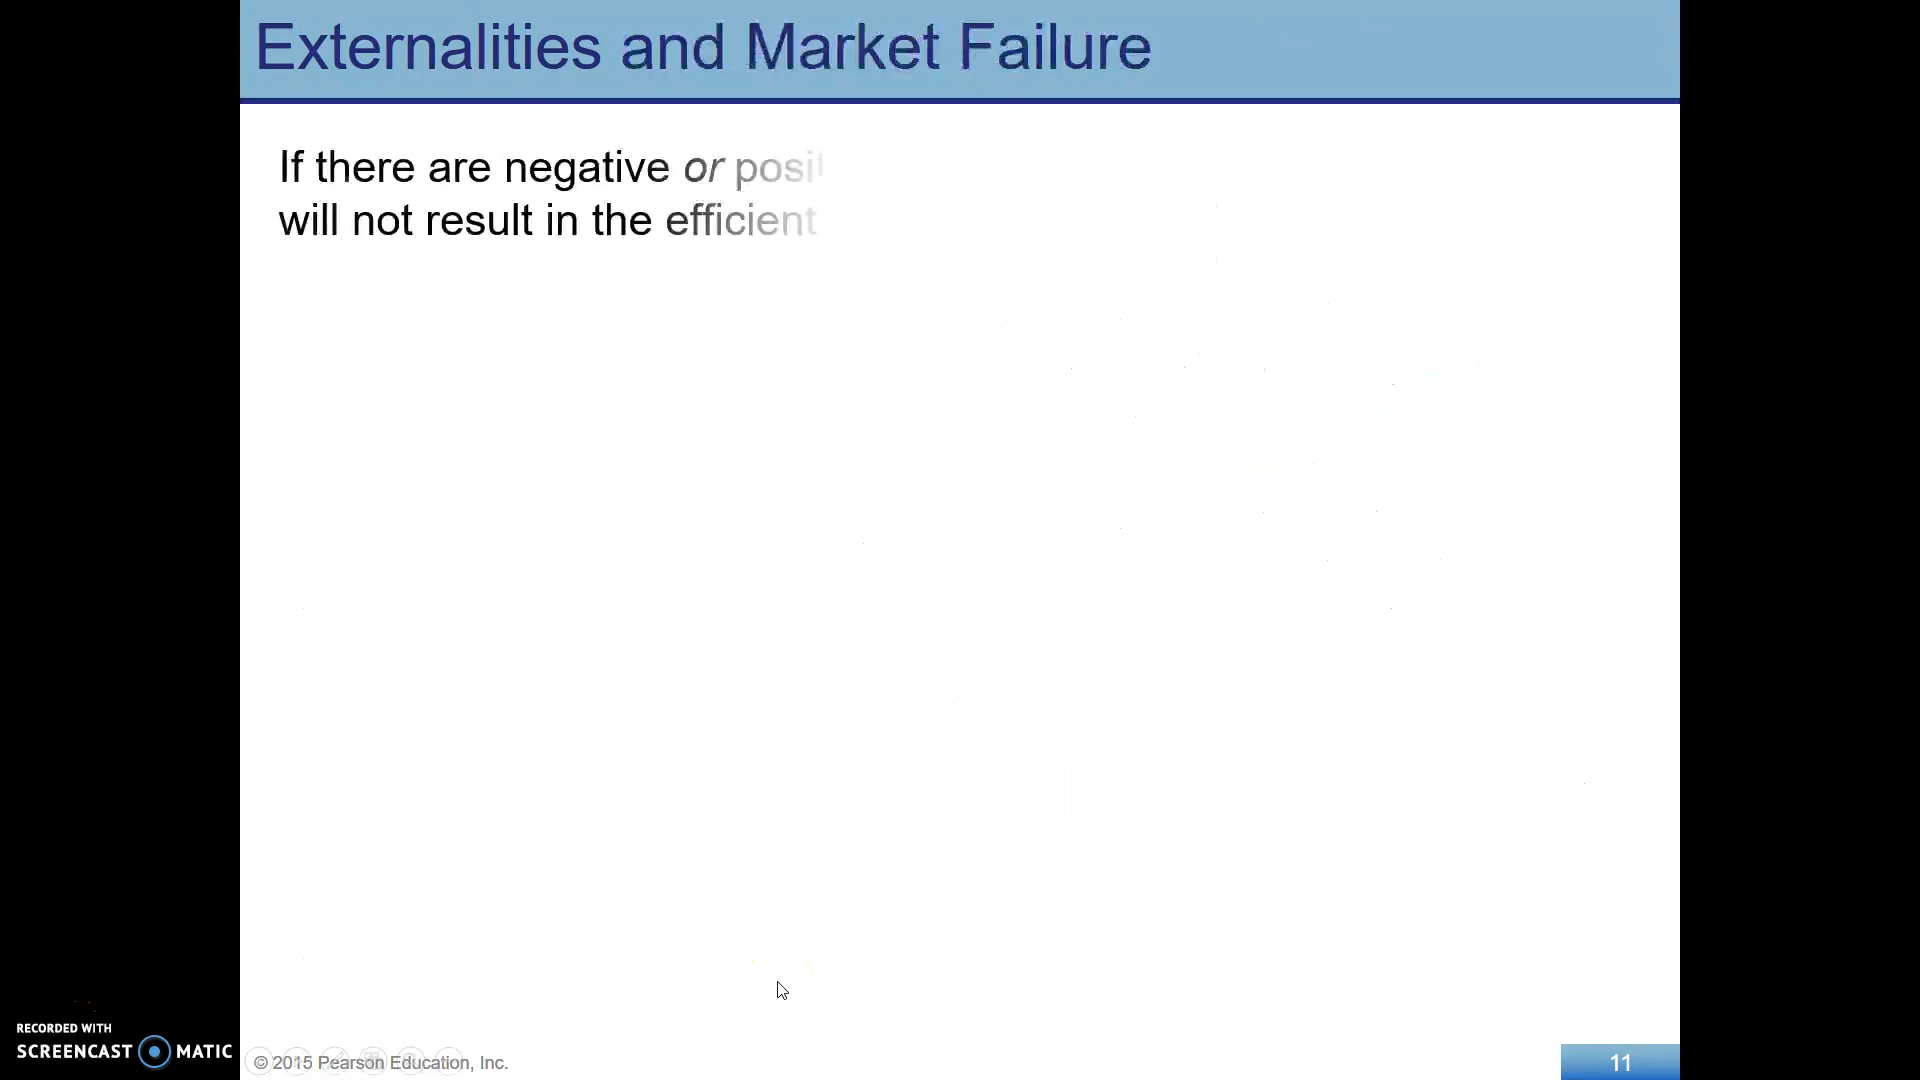 Externalities and Market Failure
If there are negative or posit
will not result in the efficient
RECORDED WITH
SCREENCAST MATIC
© 2015 Pearson Education, Inc.
11